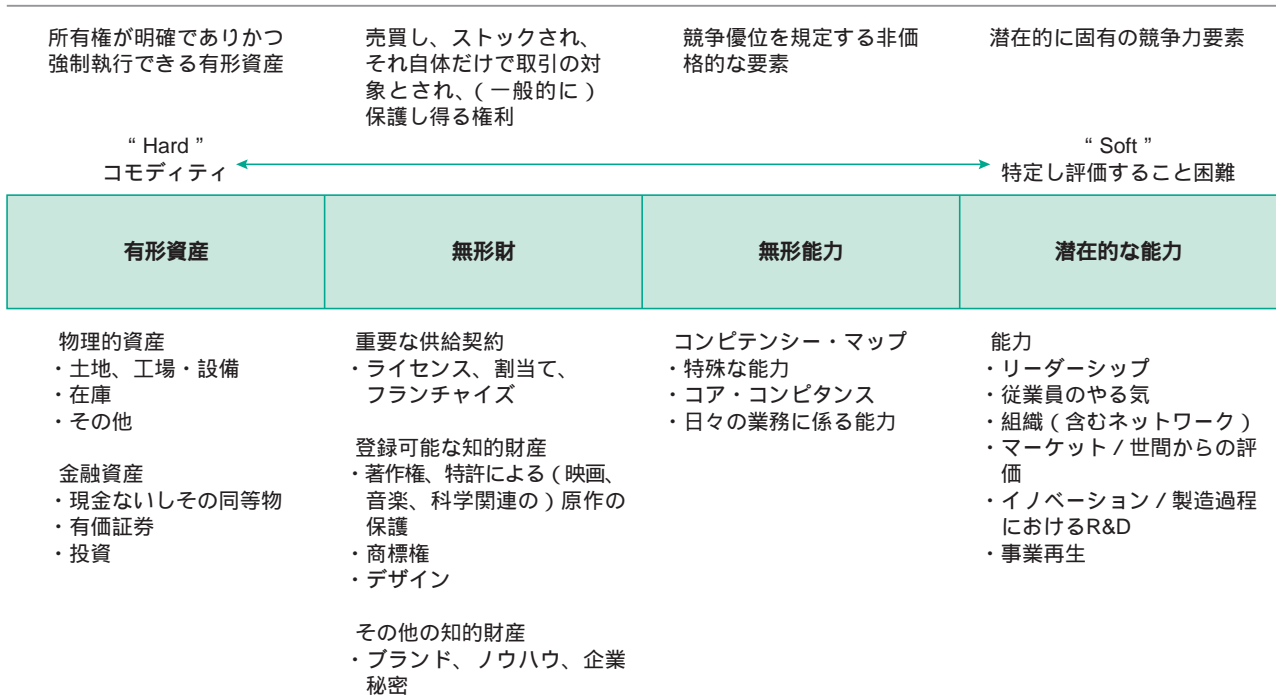 所有権が明確でありかつ
強制執行できる有形資産
売買し、ストックされ、
それ自体だけで取引の対
象とされ、(一般的に)
保護し得る権利
競争優位を規定する非価
格的な要素
潜在的に固有の競争力要素
“Hard”
コモディティ
“Soft”
特定し評価すること困難
有形資産
無形財
無形能力
潜在的な能力
物理的資産
・土地、工場・設備
・在庫
・その他
金融資産
・現金ないしその同等物
・有価証券
・投資
重要な供給契約
・ライセンス、割当て、
フランチャイズ
登録可能な知的財産
・著作権、特許による(映画、
音楽、科学関連の)原作の
保護
・商標権
・デザイン
その他の知的財産
・ブランド、ノウハウ、企業
秘密
コンピテンシー・マップ
・特殊な能力
・コア・コンピタンス
・日々の業務に係る能力
能力
・リーダーシップ
・従業員のやる気
・組織(含むネットワーク)
・マーケット/世間からの評
価
・イノベーション/製造過程
におけるR&D
・事業再生